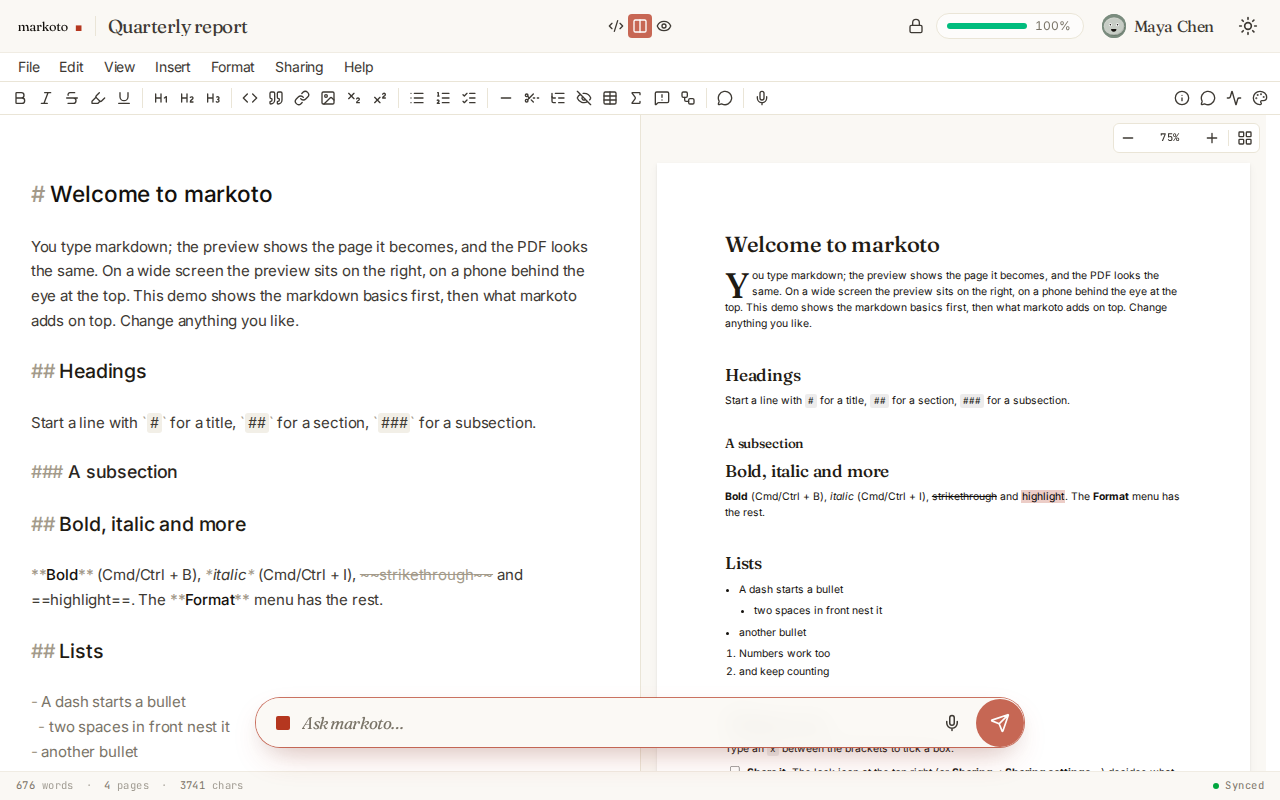 markoto
Quarterly report
100%
Maya Chen
File Edit View Insert Format Sharing Help
H1 H2 H3
75%
# Welcome to markoto
You type markdown; the preview shows the page it becomes, and the PDF looks
the same. On a wide screen the preview sits on the right, on a phone behind the
eye at the top. This demo shows the markdown basics first, then what markoto
adds on top. Change anything you like.
## Headings
Start a line with `#` for a title, `##` for a section, `###` for a subsection.
### A subsection
## Bold, italic and more
**Bold** (Cmd/Ctrl + B), *italic* (Cmd/Ctrl + I), ~~strikethrough~~ and
==highlight==. The **Format** menu has the rest.
## Lists
- A dash starts a bullet
- two spaces in front nest it
- another bullet
Welcome to markoto
You type markdown; the preview shows the page it becomes, and the PDF looks the
same. On a wide screen the preview sits on the right, on a phone behind the eye at the
top. This demo shows the markdown basics first, then what markoto adds on top. Change
anything you like.
Headings
Start a line with # for a title, ## for a section, ### for a subsection.
A subsection
Bold, italic and more
Bold (Cmd/Ctrl + B), italic (Cmd/Ctrl + I), strikethrough and highlight. The Format menu has
the rest.
Lists
• A dash starts a bullet
• two spaces in front nest it
• another bullet
1. Numbers work too
2. and keep counting
Type an x between the brackets to tick a box.
Ask markoto...
676 words · 4 pages · 3741 chars
Synced